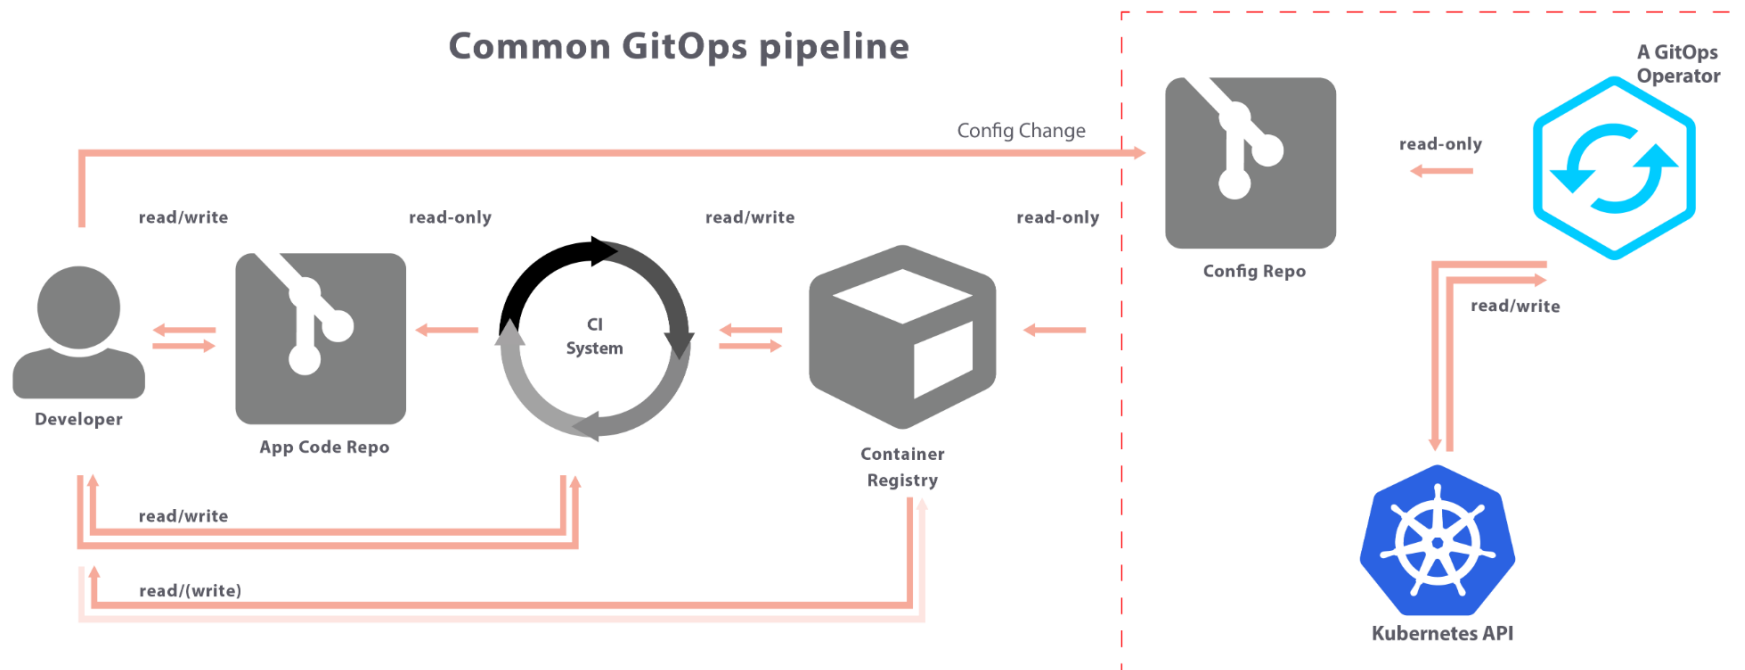 Common GitOps pipeline
A GitOps
Operator
Config Change
read-only
read/write
read-only
read/write
read-only
Config Repo
read/write
CI
System
Developer
App Code Repo
Container
Registry
read/write
read/(write)
Kubernetes API